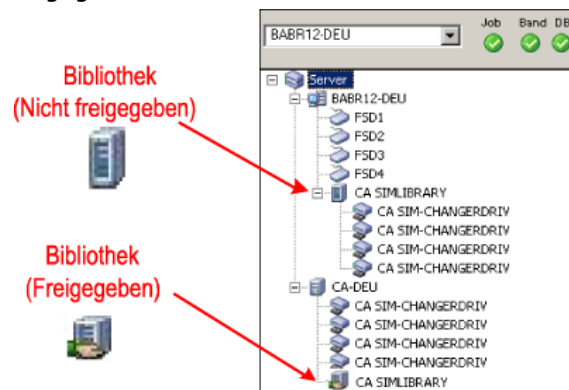 BABR12-DEU
Job Band DB
Bibliothek
(Nicht freigegeben)
Bibliothek
(Freigegeben)
Server
BABR12-DEU
FSD1
FSD2
FSD3
FSD4
CA SIMLIBRARY
CA SIM-CHANGERDRIV
CA SIM-CHANGERDRIV
CA SIM-CHANGERDRIV
CA SIM-CHANGERDRIV
CA-DEU
CA SIM-CHANGERDRIV
CA SIM-CHANGERDRIV
CA SIM-CHANGERDRIV
CA SIM-CHANGERDRIV
CA SIMLIBRARY